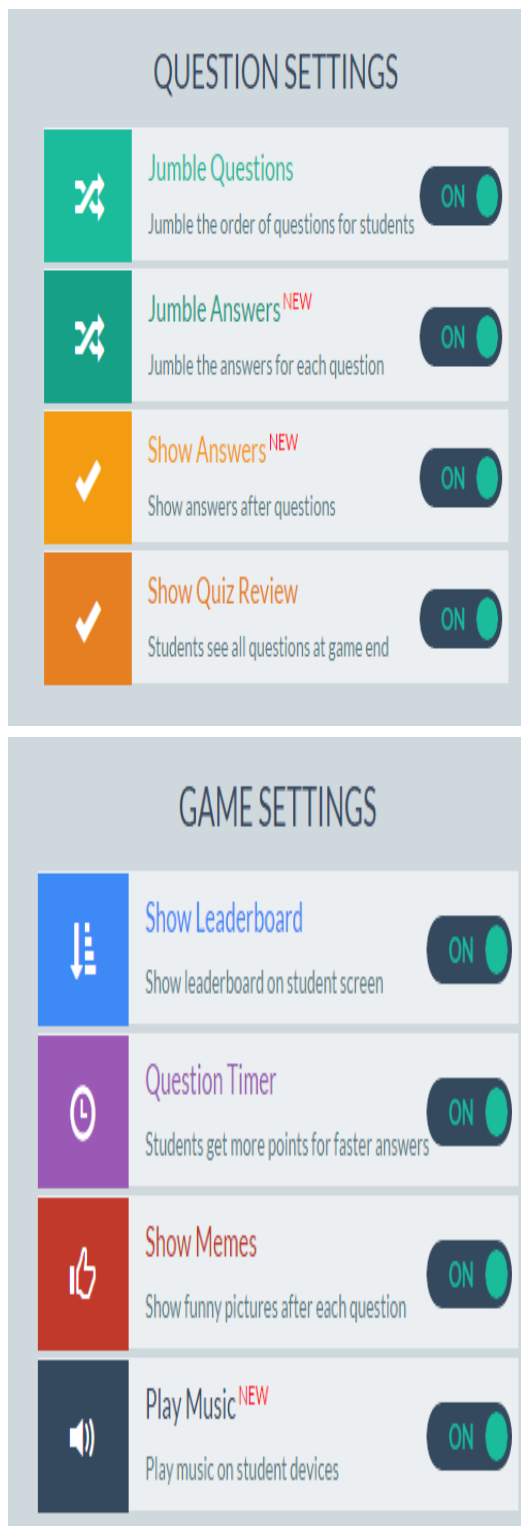 QUESTION SETTINGS
Jumble Questions
Jumble the order of questions for students
ON
Jumble Answers NEW
Jumble the answers for each question
ON
Show Answers NEW
Show answers after questions
ON
Show Quiz Review
Students see all questions at game end
ON
GAME SETTINGS
Show Leaderboard
Show leaderboard on student screen
ON
Question Timer
Students get more points for faster answers
ON
Show Memes
Show funny pictures after each question
ON
Play Music NEW
Play music on student devices
ON